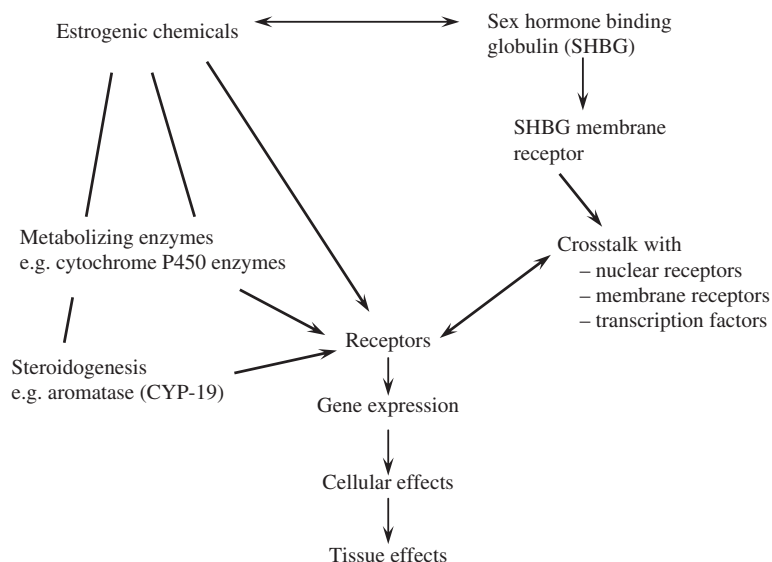 Estrogenic chemicals
Sex hormone binding
globulin (SHBG)
SHBG membrane
receptor
Metabolizing enzymes
e.g. cytochrome P450 enzymes
Crosstalk with
– nuclear receptors
– membrane receptors
– transcription factors
Receptors
Steroidogenesis
e.g. aromatase (CYP-19)
Gene expression
Cellular effects
Tissue effects